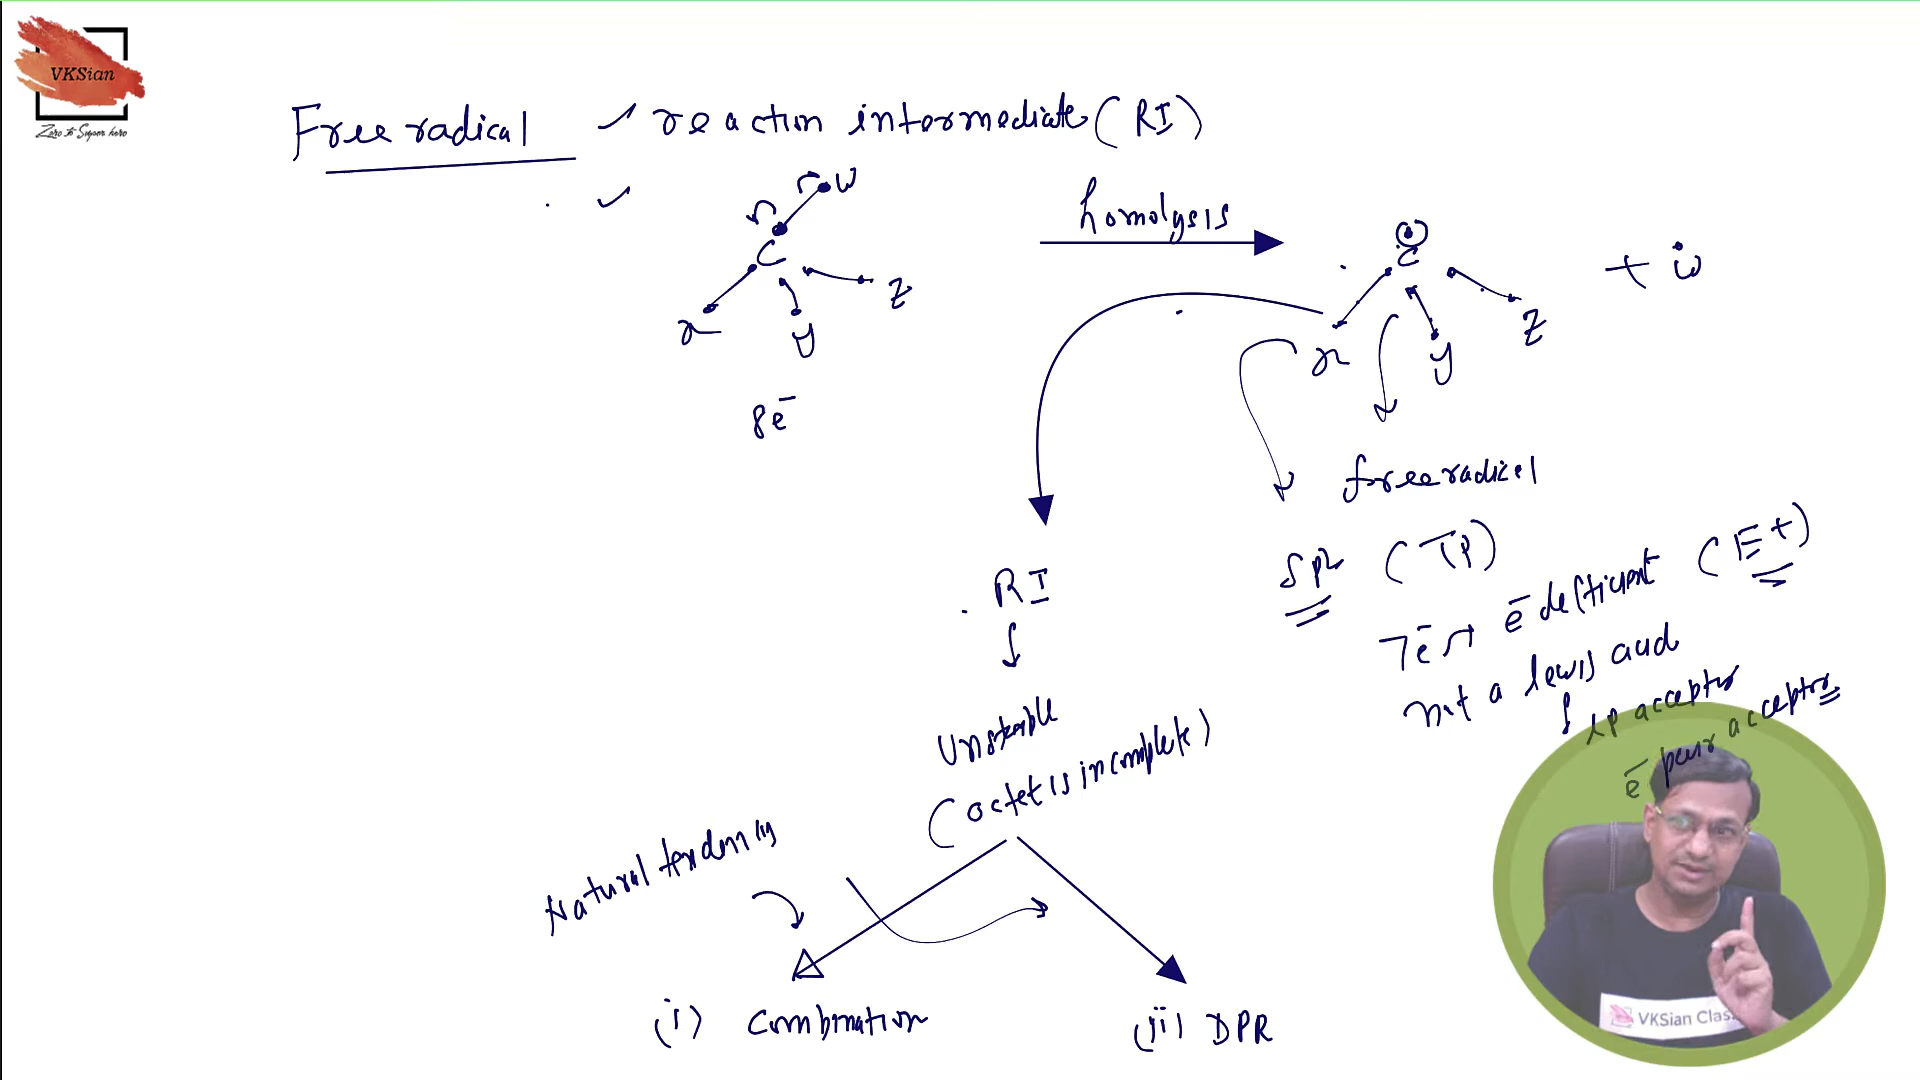 VKSian
Zero to Super hero
Free radical ✓ reaction intermediate (RI)
✓
W
C
x y z
8e⁻
homolysis
Ċ
x y z
+ ẇ
free radical
Sp² (TP)
7e⁻ → e⁻ deficient (E+)
not a lewis acid
lP acceptor
e⁻ pair acceptor
RI
↓
Unstable
(octet is incomplete)
Natural tendency
(i) Combination
(ii) DPR
VKSian Clas